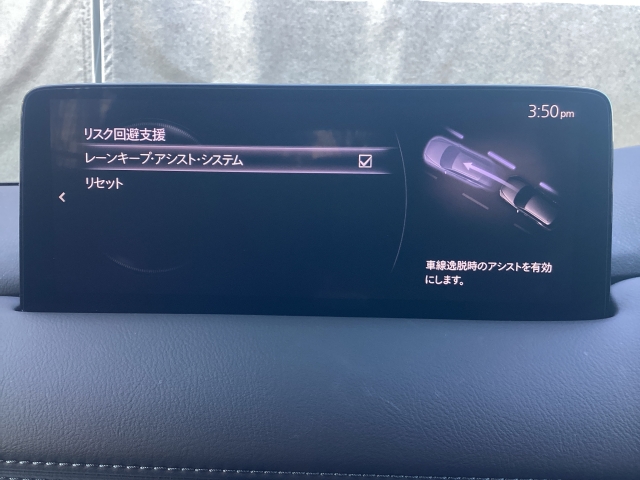 3:50pm
リスク回避支援
レーンキープ・アシスト・システム
リセット
車線逸脱時のアシストを有効
にします。